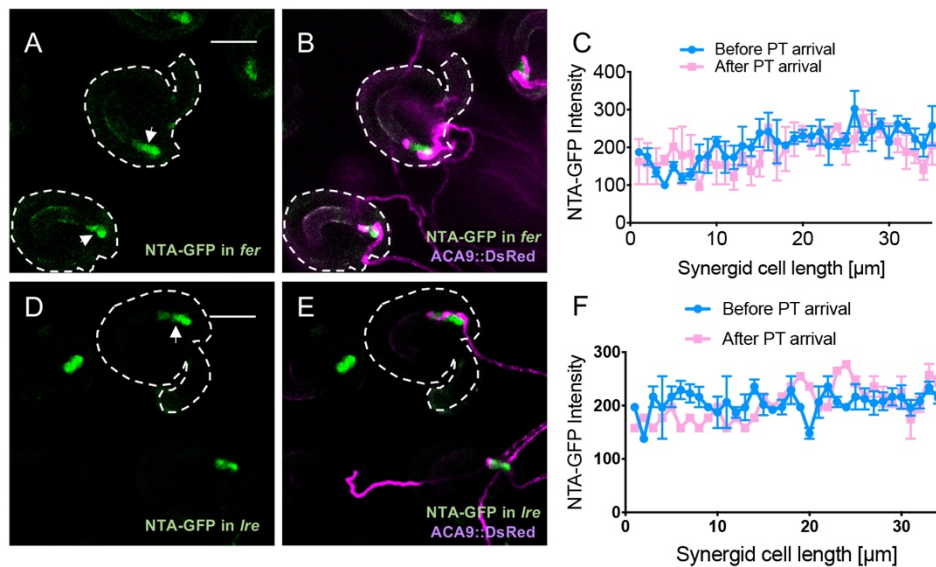 A
NTA-GFP in fer
B
NTA-GFP in fer
ACA9::DsRed
C
Before PT arrival
After PT arrival
NTA-GFP Intensity
400
300
200
100
0
0
10
20
30
Synergid cell length [µm]
D
NTA-GFP in lre
E
NTA-GFP in lre
ACA9::DsRed
F
Before PT arrival
After PT arrival
NTA-GFP Intensity
300
200
100
0
0
10
20
30
Synergid cell length [µm]